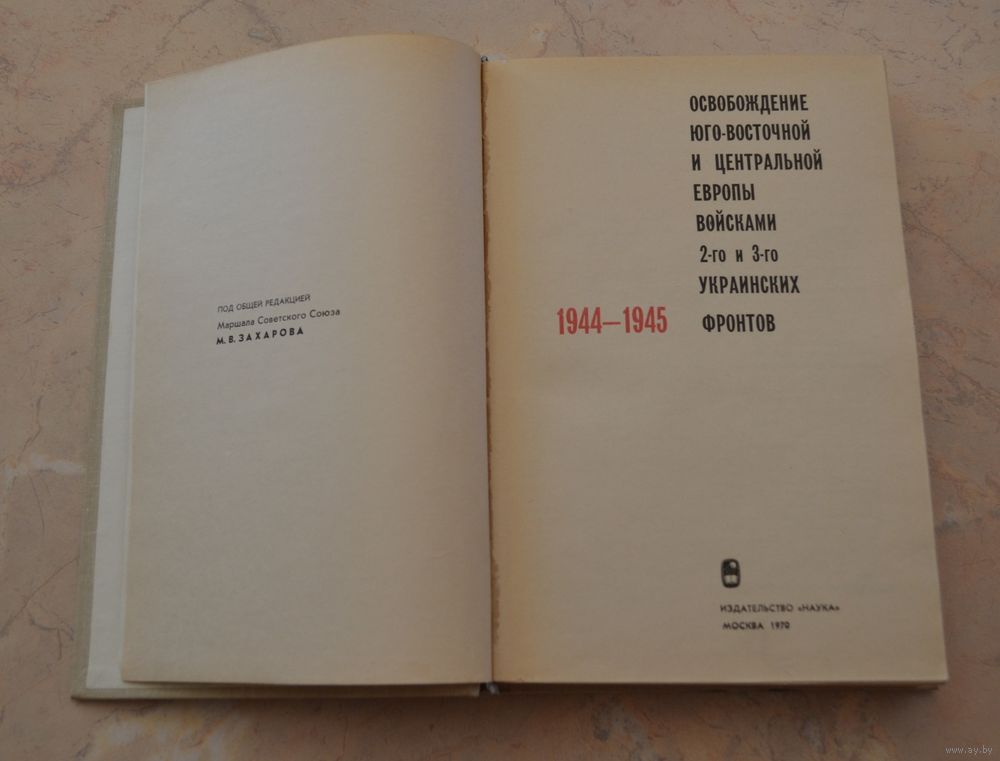 ПОД ОБЩЕЙ РЕДАКЦИЕЙ
Маршала Советского Союза
М. В. ЗАХАРОВА
ОСВОБОЖДЕНИЕ
ЮГО-ВОСТОЧНОЙ
И ЦЕНТРАЛЬНОЙ
ЕВРОПЫ
ВОЙСКАМИ
2-го и 3-го
УКРАИНСКИХ
1944—1945 ФРОНТОВ
ИЗДАТЕЛЬСТВО «НАУКА»
МОСКВА 1970
www.ay.by